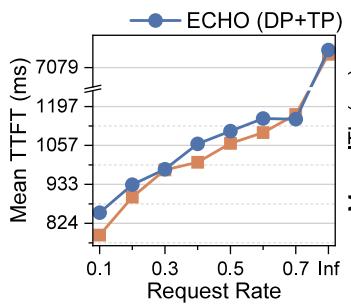 ECHO (DP+TP)
Mean TTFT (ms)
7079
1197
1057
933
824
0.1 0.3 0.5 0.7 Inf
Request Rate